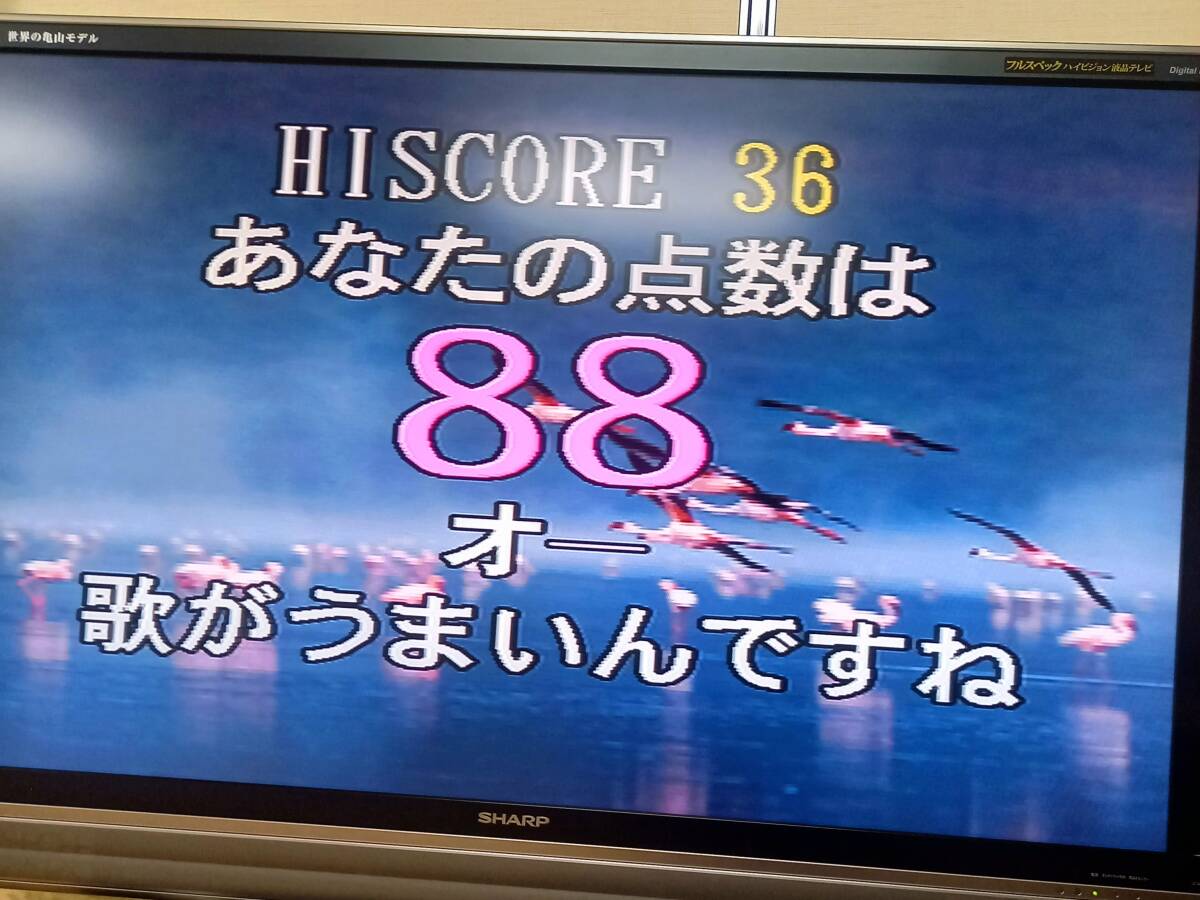 世界の亀山モデル
フルスペック ハイビジョン液晶テレビ
Digital
HISCORE 36
あなたの点数は
88
オー
歌がうまいんですね
SHARP